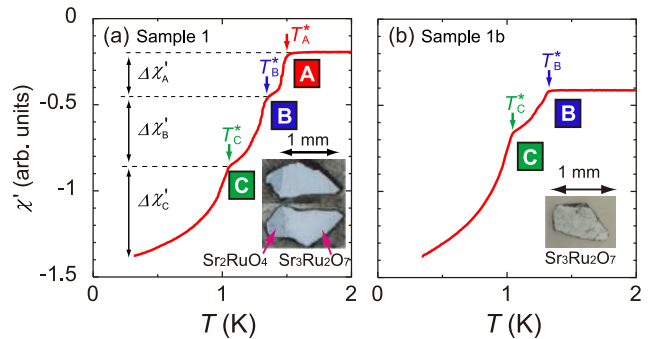 (a) Sample 1
T*A
A
T*B
B
T*C
C
Δχ'A
Δχ'B
Δχ'C
1 mm
Sr2RuO4 Sr3Ru2O7
0
-0.5
-1
-1.5
χ' (arb. units)
0 1 2
T (K)
(b) Sample 1b
T*B
B
T*C
C
1 mm
Sr3Ru2O7
0 1 2
T (K)